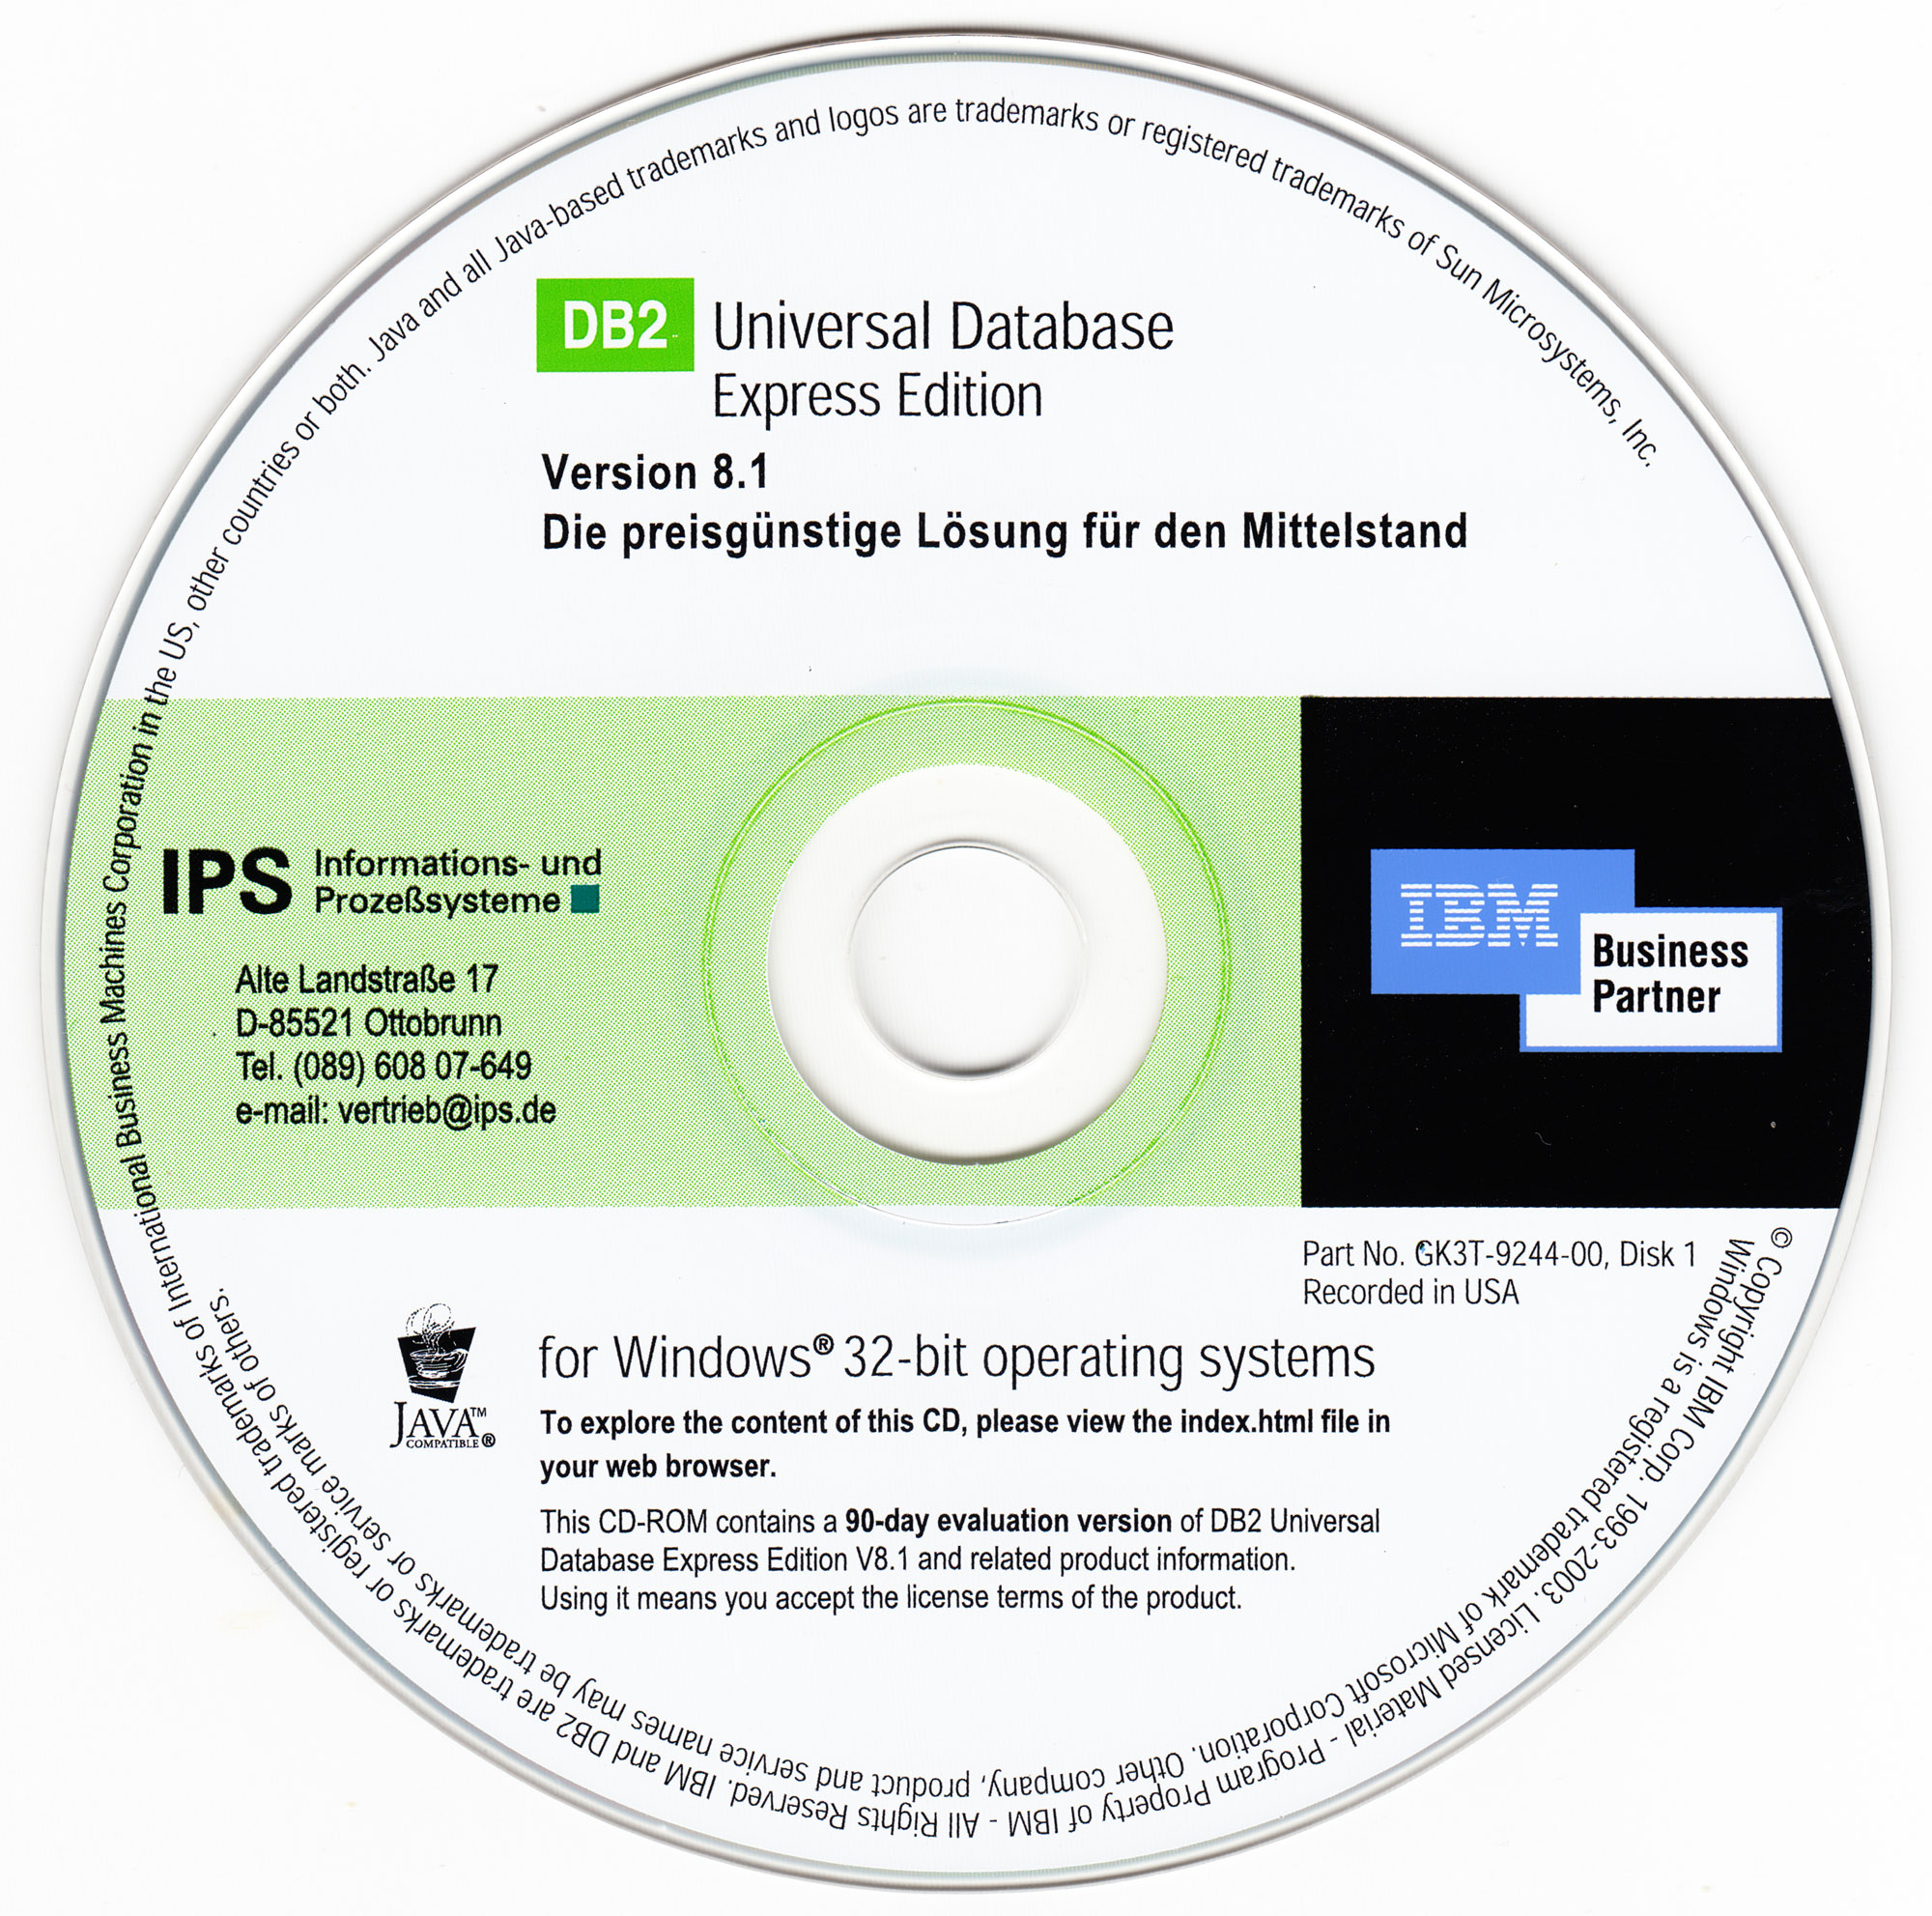 DB2 Universal Database
Express Edition
Version 8.1
Die preisgünstige Lösung für den Mittelstand
IPS Informations- und
Prozeßsysteme
Alte Landstraße 17
D-85521 Ottobrunn
Tel. (089) 608 07-649
e-mail: vertrieb@ips.de
IBM
Business
Partner
Part No. GK3T-9244-00, Disk 1
Recorded in USA
JAVA™
COMPATIBLE®
for Windows® 32-bit operating systems
To explore the content of this CD, please view the index.html file in
your web browser.
This CD-ROM contains a 90-day evaluation version of DB2 Universal
Database Express Edition V8.1 and related product information.
Using it means you accept the license terms of the product.
© Copyright IBM Corp. 1993-2003. Licensed Material - Program Property of IBM - All Rights Reserved. IBM and DB2 are trademarks or registered trademarks of International Business Machines Corporation in the US, other countries or both. Java and all Java-based trademarks and logos are trademarks or registered trademarks of Sun Microsystems, Inc.
Windows is a registered trademark of Microsoft Corporation. Other company, product and service names may be trademarks or service marks of others.